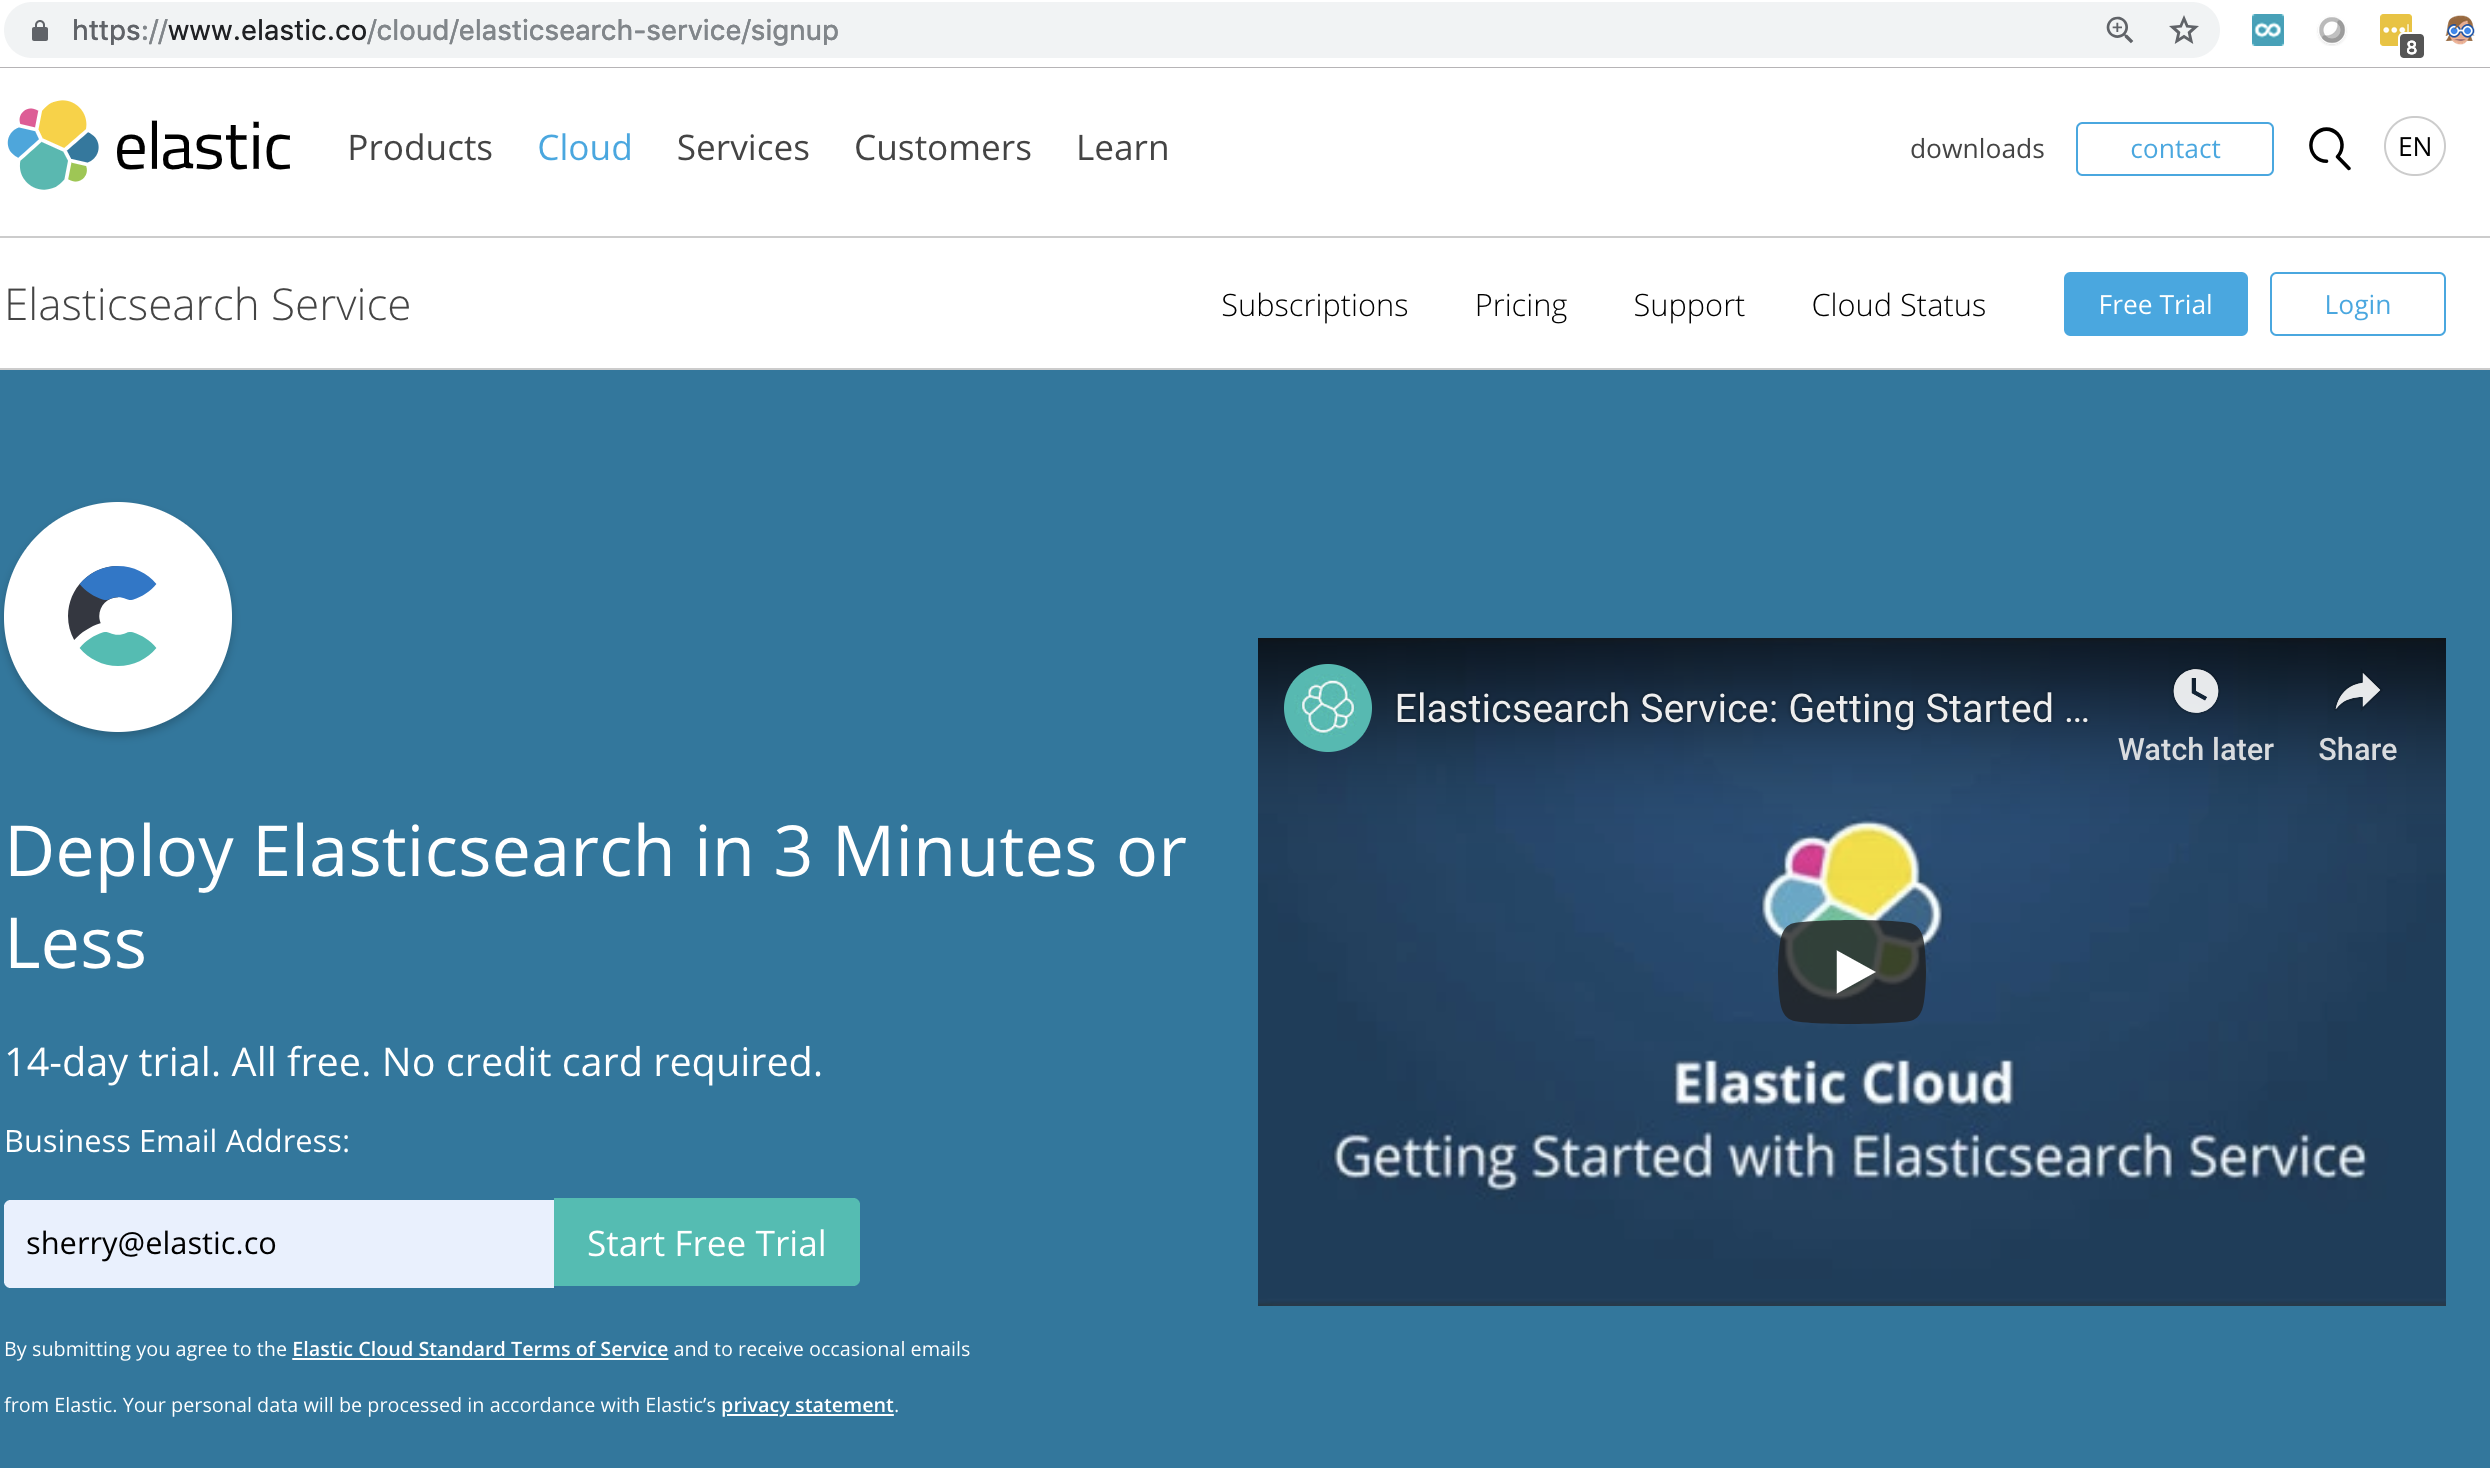 https://www.elastic.co/cloud/elasticsearch-service/signup
8
elastic Products Cloud Services Customers Learn downloads contact EN
Elasticsearch Service Subscriptions Pricing Support Cloud Status Free Trial Login
Elasticsearch Service: Getting Started ...
Watch later Share
Deploy Elasticsearch in 3 Minutes or
Less
14-day trial. All free. No credit card required.
Business Email Address:
sherry@elastic.co Start Free Trial
By submitting you agree to the Elastic Cloud Standard Terms of Service and to receive occasional emails
from Elastic. Your personal data will be processed in accordance with Elastic’s privacy statement.
Elastic Cloud
Getting Started with Elasticsearch Service